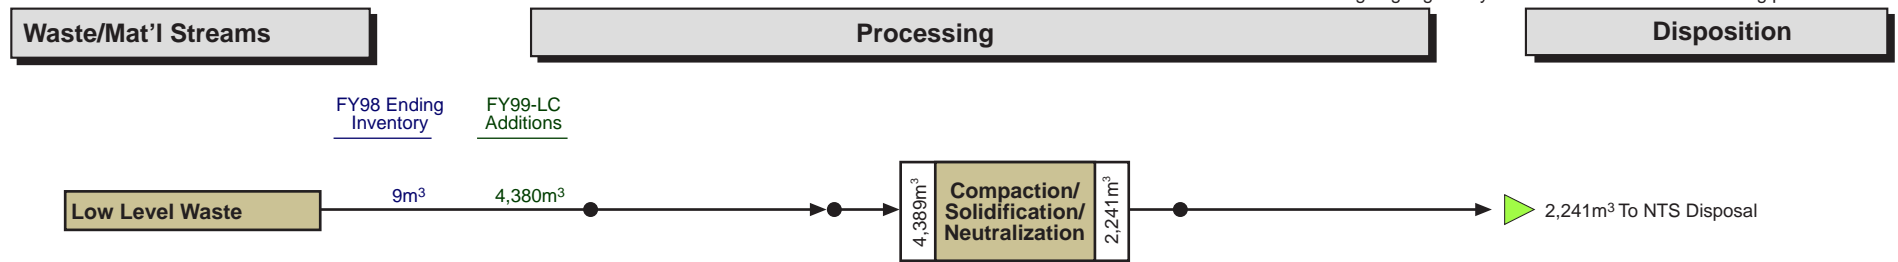 Waste/Mat'l Streams
Processing
Disposition
FY98 Ending
Inventory
FY99-LC
Additions
Low Level Waste
9m³
4,380m³
4,389m³
Compaction/
Solidification/
Neutralization
2,241m³
2,241m³ To NTS Disposal